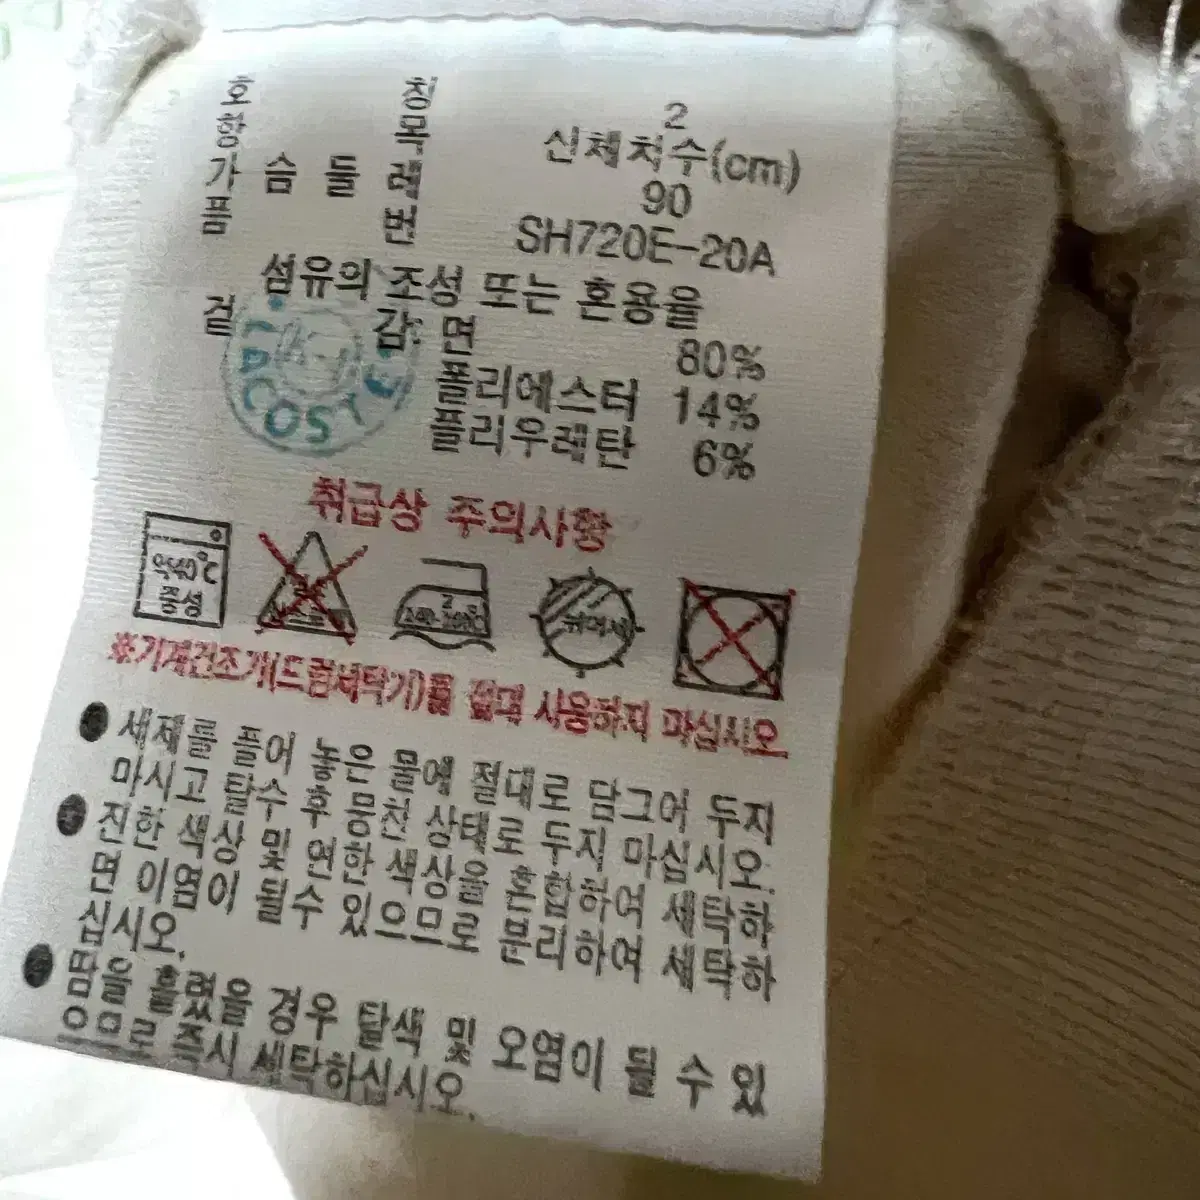 호칭 2
항목 신체치수(cm)
가슴둘레 90
품번 SH720E-20A
섬유의 조성 또는 혼용율
겉감: 면 80%
폴리에스터 14%
폴리우레탄 6%
LACOSTE
취급상 주의사항
중성
※기계건조개(드럼세탁기)를 절대 사용하지 마십시오
● 세제를 풀어 놓은 물에 절대로 담그어 두지
마시고 탈수 후 뭉친 상태로 두지 마십시오.
● 진한 색상 및 연한 색상을 혼합하여 세탁하
면 이염이 될수 있으므로 분리하여 세탁하
십시오.
● 땀을 흘렸을 경우 탈색 및 오염이 될 수 있
으므로 즉시 세탁하십시오.